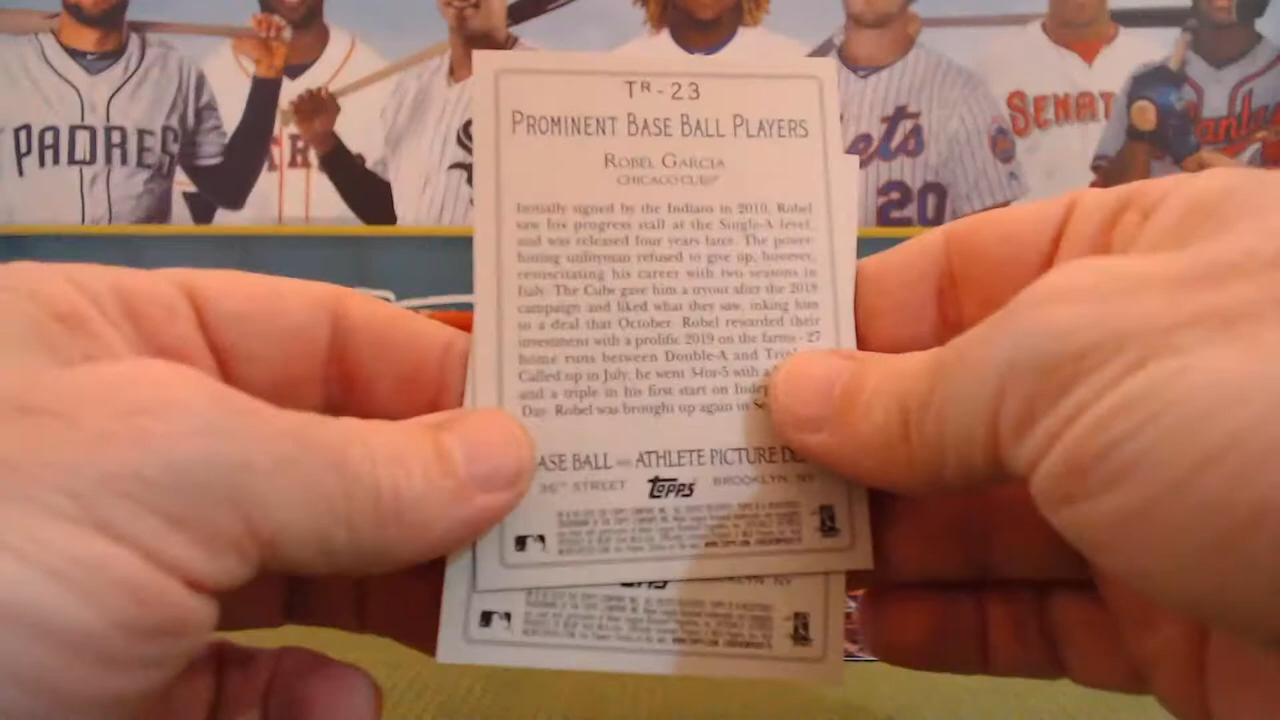 PADRES
ets
20
SENAT
TR-23
PROMINENT BASE BALL PLAYERS
ROBEL GARCIA
CHICAGO CUBS®
Initially signed by the Indians in 2010, Robel
saw his progress stall at the Single-A level,
and was released four years later. The power-
hitting utilityman refused to give up, however,
resuscitating his career with two seasons in
Italy. The Cubs gave him a tryout after the 2018
campaign and liked what they saw, inking him
to a deal that October. Robel rewarded their
investment with a prolific 2019 on the farms - 27
home runs between Double-A and Tripl
Called up in July, he went 3-for-5 with a
and a triple in his first start on Indep
Day. Robel was brought up again in Se
ASE BALL AND ATHLETE PICTURE
36TH STREET topps BROOKLYN NY